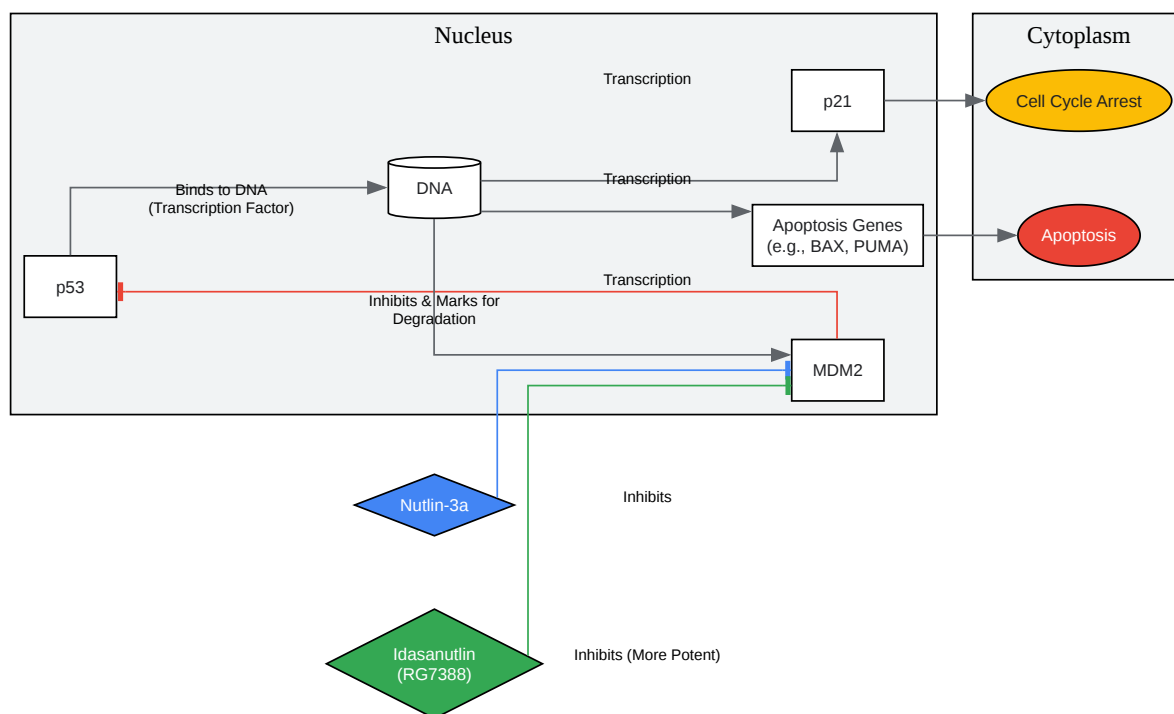 Nucleus
Cytoplasm
Transcription
p21
Cell Cycle Arrest
Binds to DNA
(Transcription Factor)
DNA
Transcription
Apoptosis Genes
(e.g., BAX, PUMA)
Apoptosis
p53
Transcription
Inhibits & Marks for
Degradation
MDM2
Nutlin-3a
Inhibits
Idasanutlin
(RG7388)
Inhibits (More Potent)